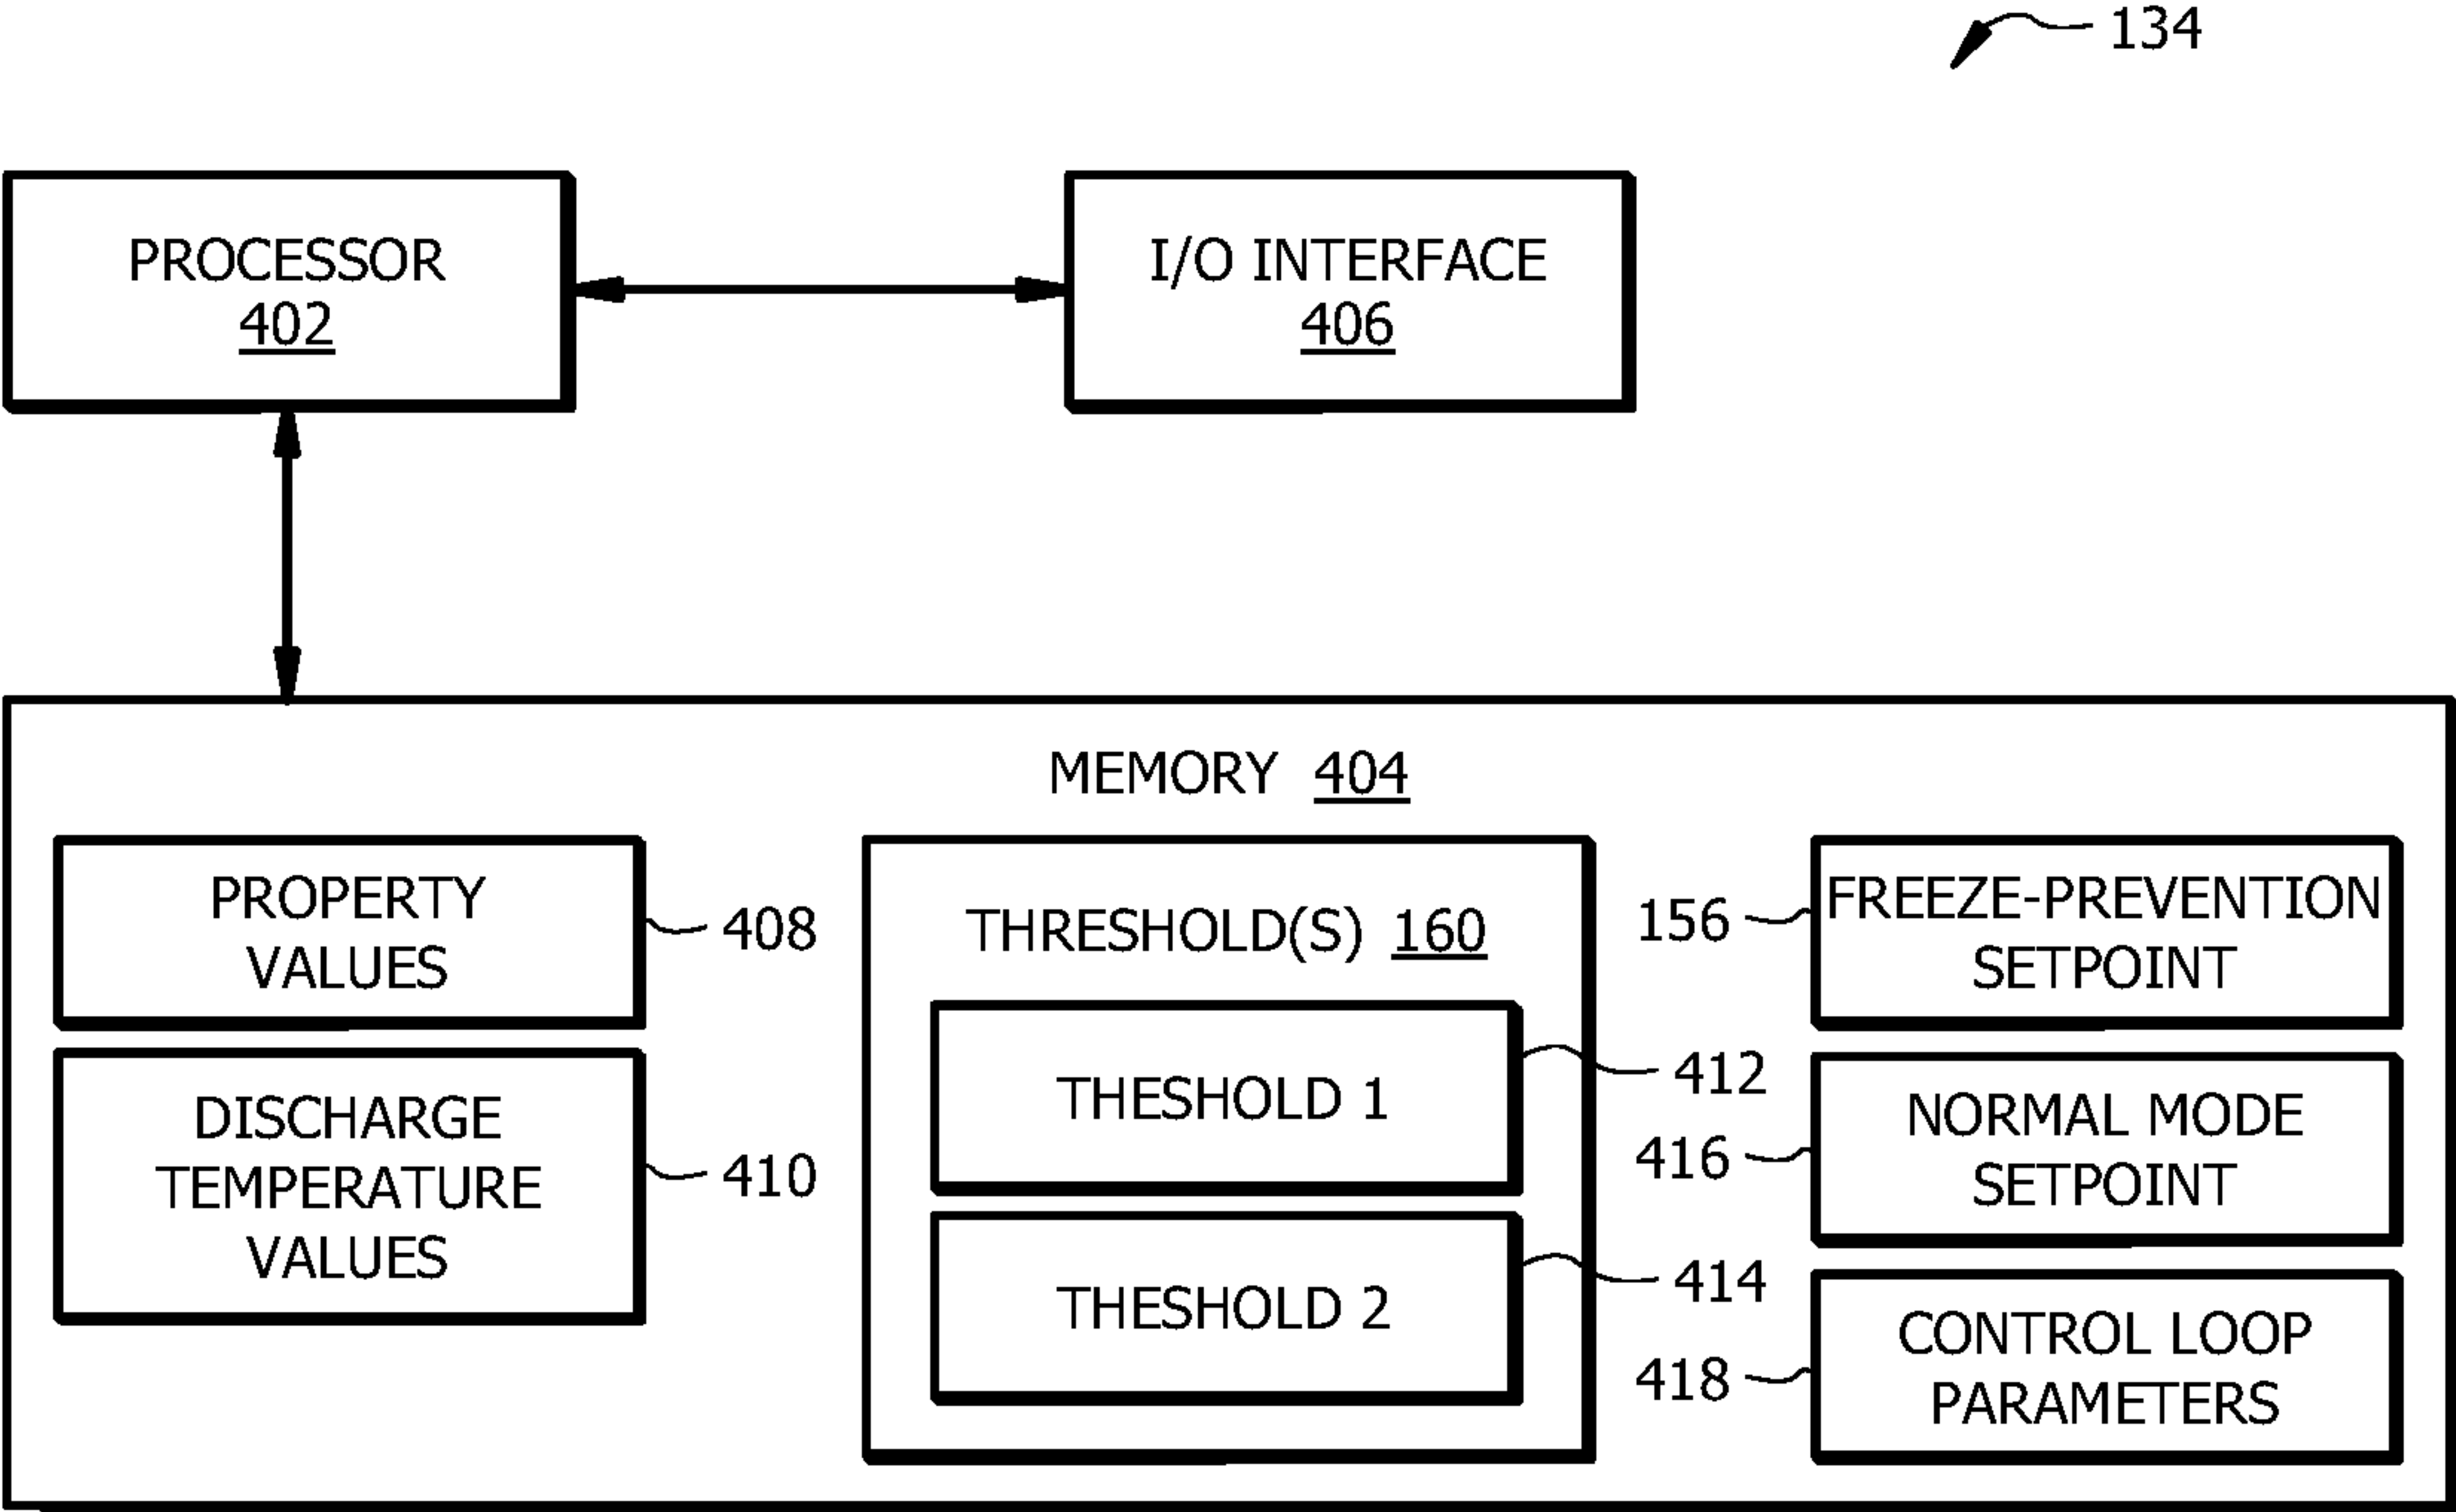 134
PROCESSOR
402
I/O INTERFACE
406
MEMORY 404
PROPERTY
VALUES
408
DISCHARGE
TEMPERATURE
VALUES
410
THRESHOLD(S) 160
THESHOLD 1
412
THESHOLD 2
414
156
FREEZE-PREVENTION
SETPOINT
416
NORMAL MODE
SETPOINT
418
CONTROL LOOP
PARAMETERS